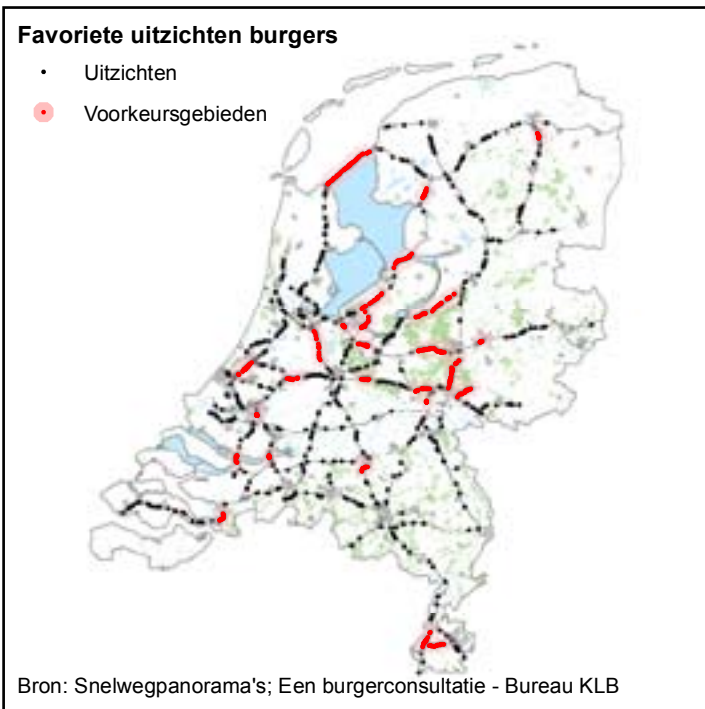 Favoriete uitzichten burgers
Uitzichten
Voorkeursgebieden
Bron: Snelwegpanorama's; Een burgerconsultatie - Bureau KLB